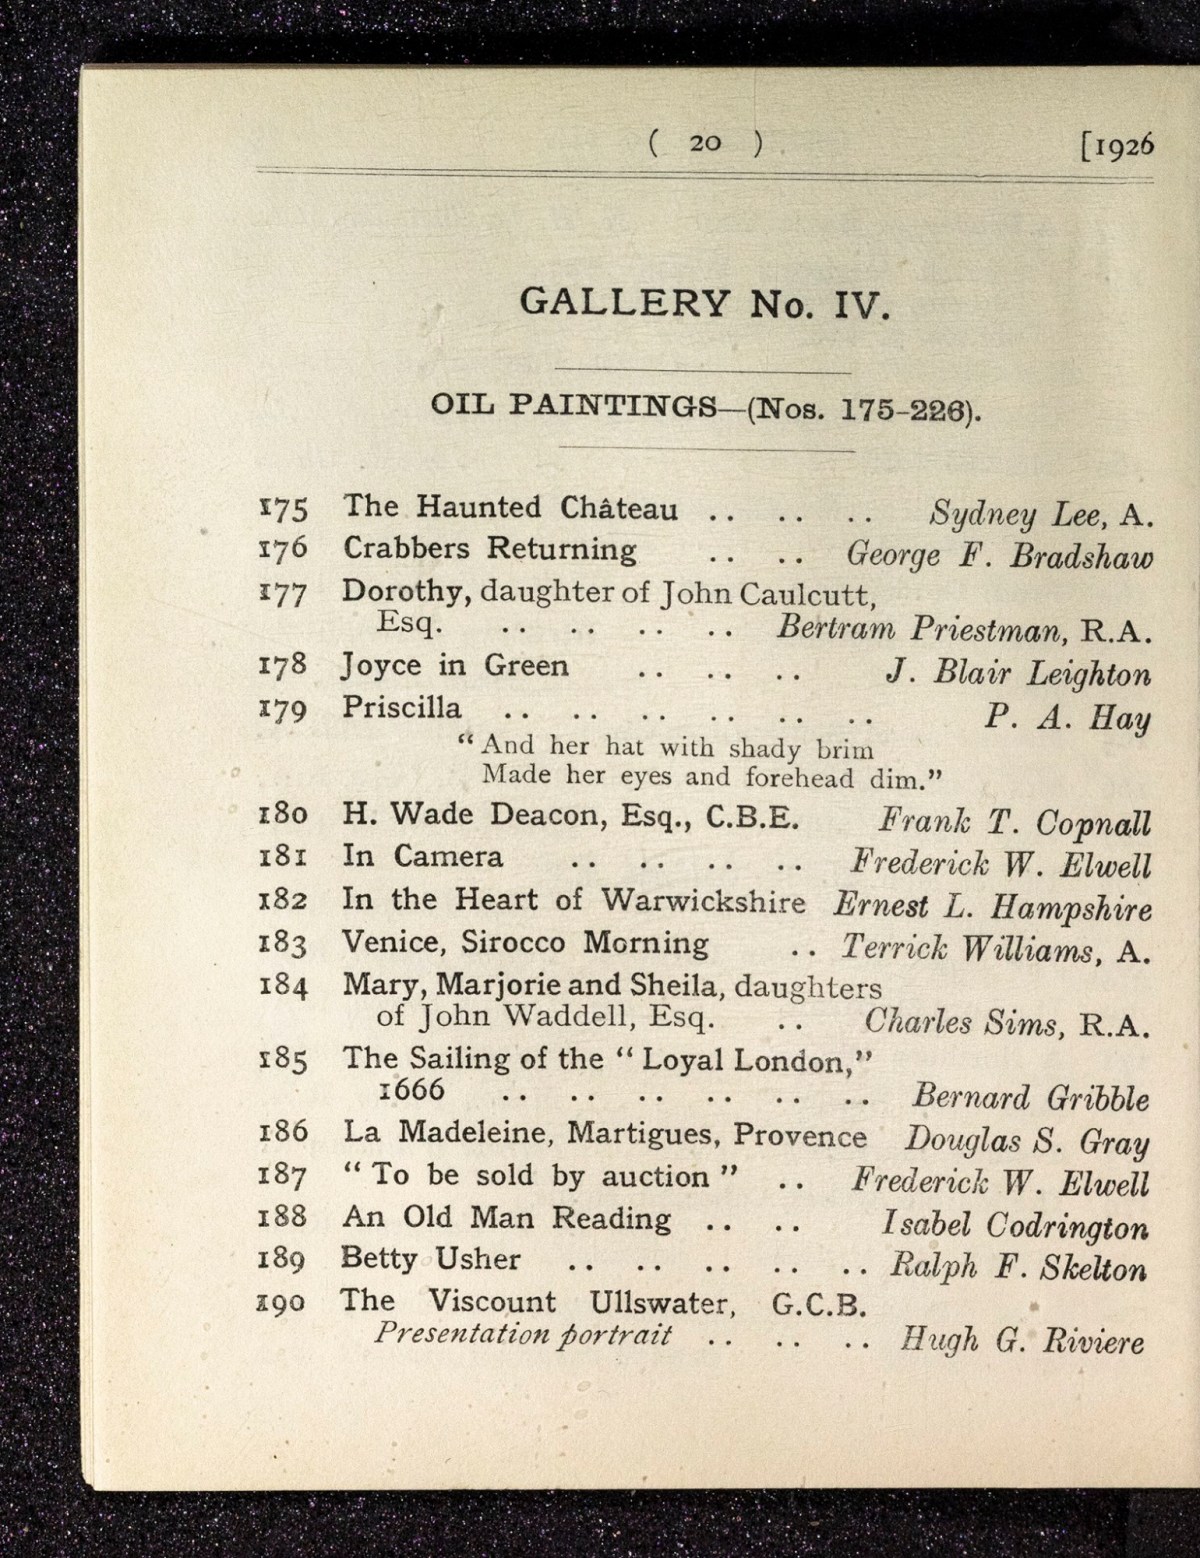 ( 20 ) [1926
GALLERY No. IV.
OIL PAINTINGS—(Nos. 175-226).
175 The Haunted Château .. .. .. Sydney Lee, A.
176 Crabbers Returning .. .. George F. Bradshaw
177 Dorothy, daughter of John Caulcutt,
Esq. .. .. .. .. Bertram Priestman, R.A.
178 Joyce in Green .. .. .. J. Blair Leighton
179 Priscilla .. .. .. .. .. .. P. A. Hay
“And her hat with shady brim
Made her eyes and forehead dim.”
180 H. Wade Deacon, Esq., C.B.E. Frank T. Copnall
181 In Camera .. .. .. .. Frederick W. Elwell
182 In the Heart of Warwickshire Ernest L. Hampshire
183 Venice, Sirocco Morning .. Terrick Williams, A.
184 Mary, Marjorie and Sheila, daughters
of John Waddell, Esq. .. Charles Sims, R.A.
185 The Sailing of the “Loyal London,”
1666 .. .. .. .. .. .. Bernard Gribble
186 La Madeleine, Martigues, Provence Douglas S. Gray
187 “To be sold by auction” .. Frederick W. Elwell
188 An Old Man Reading .. .. Isabel Codrington
189 Betty Usher .. .. .. .. .. Ralph F. Skelton
190 The Viscount Ullswater, G.C.B.
Presentation portrait .. .. .. Hugh G. Riviere